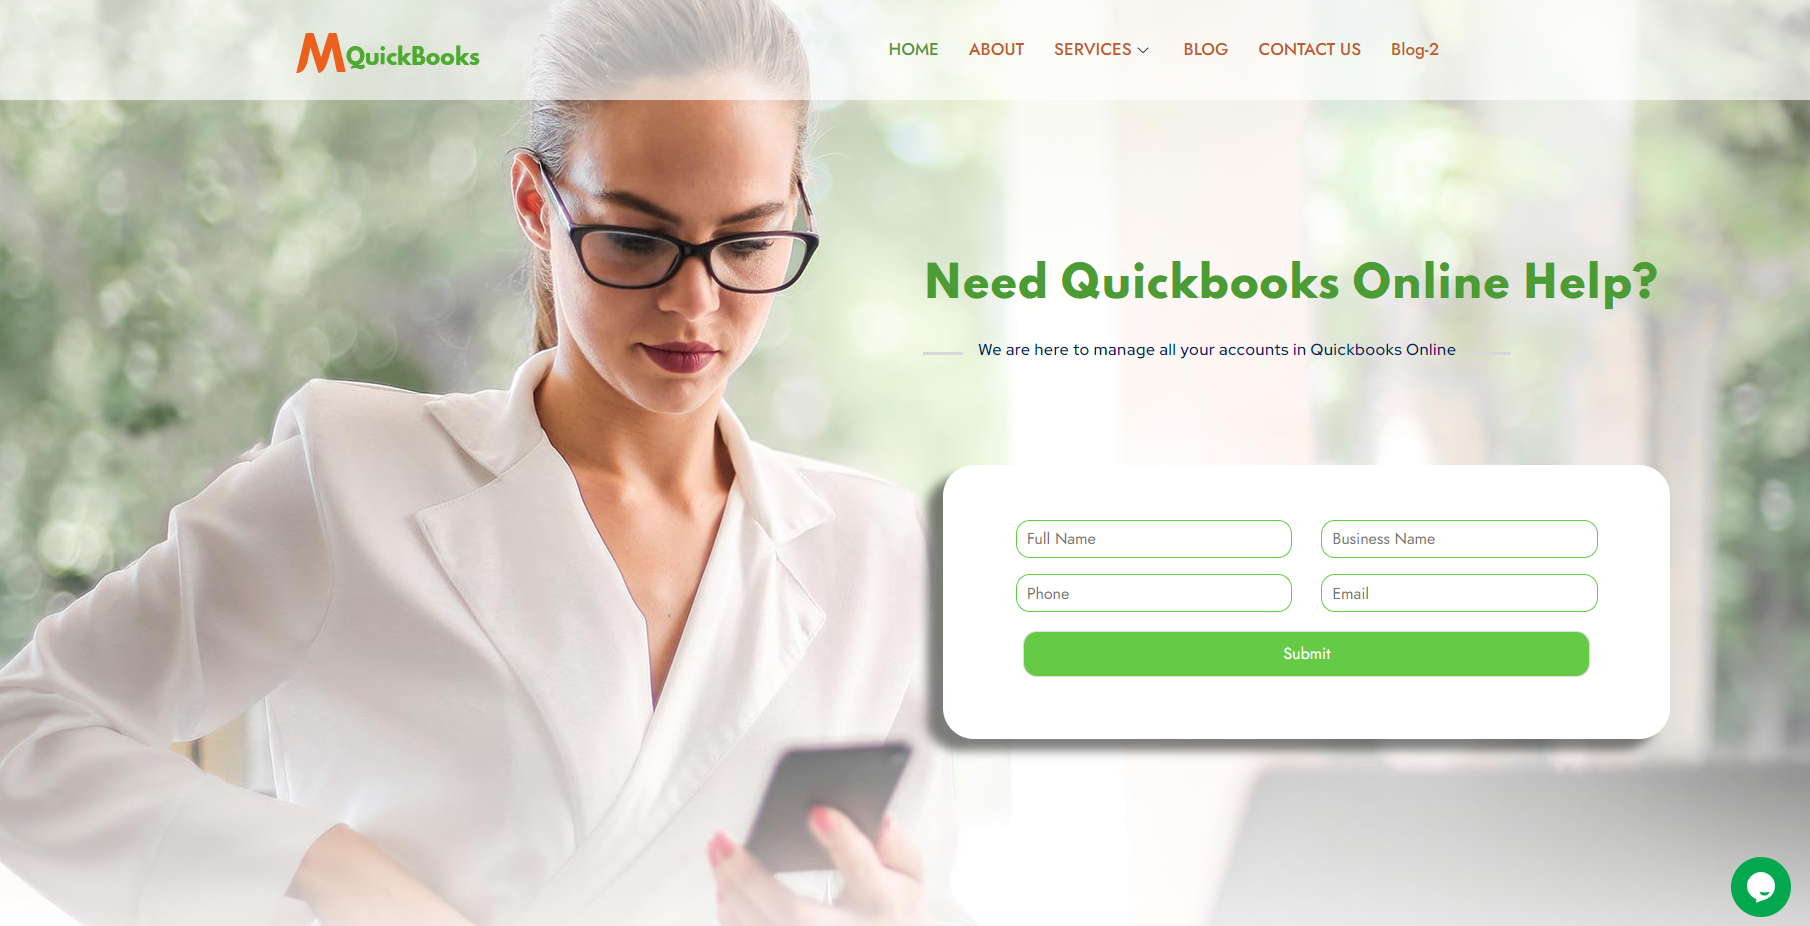 MQuickBooks
HOME ABOUT SERVICES BLOG CONTACT US Blog-2
Need Quickbooks Online Help?
We are here to manage all your accounts in Quickbooks Online
Full Name Business Name
Phone Email
Submit